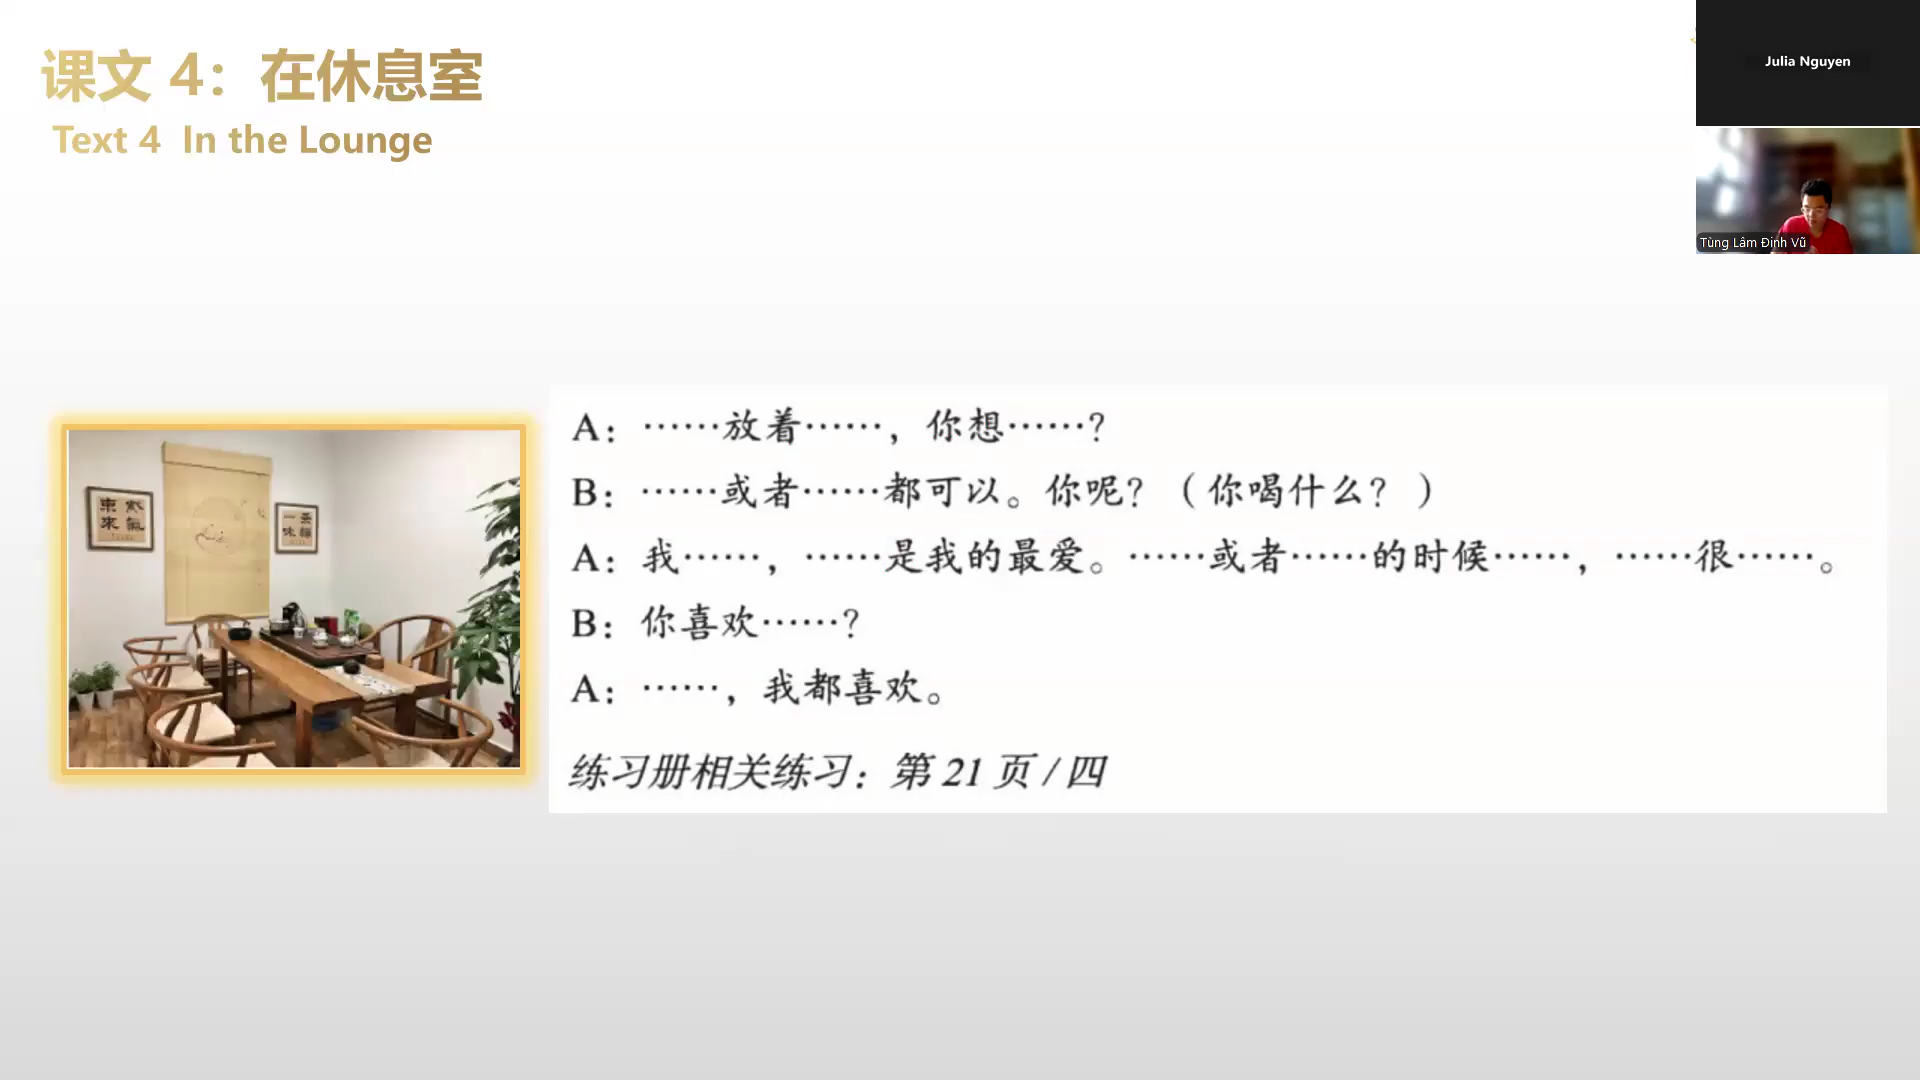 课文 4：在休息室
Text 4 In the Lounge
Julia Nguyen
Tùng Lâm Đinh Vũ
A：……放着……，你想……？
B：……或者……都可以。你呢？（你喝什么？）
A：我……，……是我的最爱。……或者……的时候……，……很……。
B：你喜欢……？
A：……，我都喜欢。
练习册相关练习：第 21 页 / 四